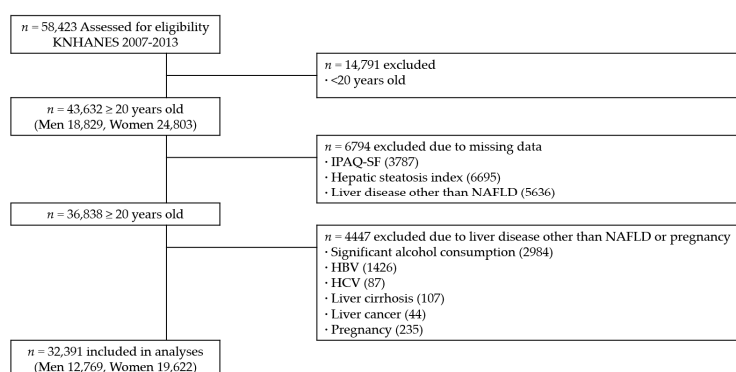 n = 58,423 Assessed for eligibility
KNHANES 2007-2013
n = 14,791 excluded
· <20 years old
n = 43,632 ≥ 20 years old
(Men 18,829, Women 24,803)
n = 6794 excluded due to missing data
· IPAQ-SF (3787)
· Hepatic steatosis index (6695)
· Liver disease other than NAFLD (5636)
n = 36,838 ≥ 20 years old
n = 4447 excluded due to liver disease other than NAFLD or pregnancy
· Significant alcohol consumption (2984)
· HBV (1426)
· HCV (87)
· Liver cirrhosis (107)
· Liver cancer (44)
· Pregnancy (235)
n = 32,391 included in analyses
(Men 12,769, Women 19,622)